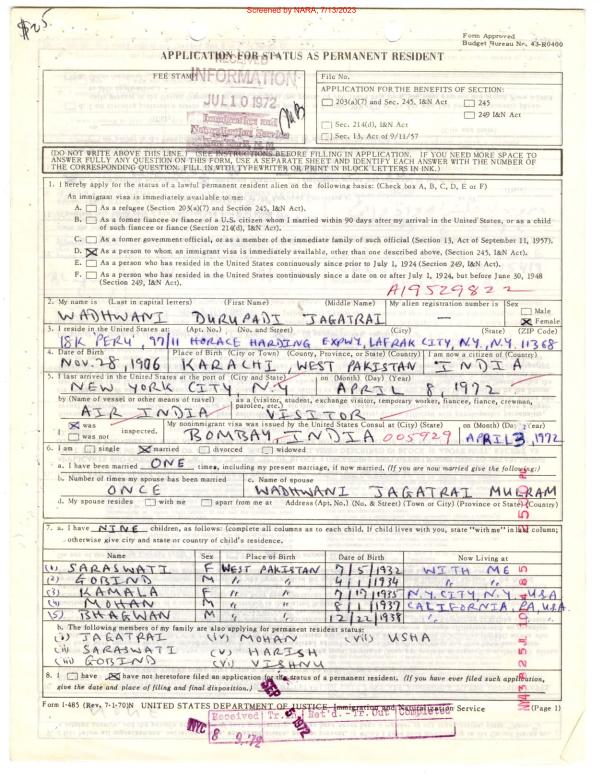 Screened by NARA, 7/13/2023
$25
Form Approved
Budget Bureau No. 43-R0400
APPLICATION FOR STATUS AS PERMANENT RESIDENT
RECEIVED
INFORMATION
JUL 10 1972
Immigration and
Naturalization Service
FEE STAMP
File No.
APPLICATION FOR THE BENEFITS OF SECTION:
203(a)(7) and Sec. 245, I&N Act
245
249 I&N Act
Sec. 214(d), I&N Act
Sec. 13, Act of 9/11/57
(DO NOT WRITE ABOVE THIS LINE.) (SEE INSTRUCTIONS BEFORE FILLING IN APPLICATION. IF YOU NEED MORE SPACE TO
ANSWER FULLY ANY QUESTION ON THIS FORM, USE A SEPARATE SHEET AND IDENTIFY EACH ANSWER WITH THE NUMBER OF
THE CORRESPONDING QUESTION. FILL IN WITH TYPEWRITER OR PRINT IN BLOCK LETTERS IN INK.)
1. I hereby apply for the status of a lawful permanent resident alien on the following basis: (Check box A, B, C, D, E or F)
An immigrant visa is immediately available to me:
A. As a refugee (Section 203(a)(7) and Section 245, I&N Act).
B. As a former fiancee or fiance of a U.S. citizen whom I married within 90 days after my arrival in the United States, or as a child
of such fiancee or fiance (Section 214(d), I&N Act).
C. As a former government official, or as a member of the immediate family of such official (Section 13, Act of September 11, 1957).
D. X As a person to whom an immigrant visa is immediately available, other than one described above, (Section 245, I&N Act).
E. As a person who has resided in the United States continuously since prior to July 1, 1924 (Section 249, I&N Act).
F. As a person who has resided in the United States continuously since a date on or after July 1, 1924, but before June 30, 1948
(Section 249, I&N Act).
A19529822
2. My name is (Last in capital letters) (First Name) (Middle Name) My alien registration number is Sex
WADHWANI DURUPADI JAGATRAI — Male
X Female
3. I reside in the United States at: (Apt. No.) (No. and Street) (City) (State) (ZIP Code)
18K 'PERU', 97/11 HORACE HARDING EXPWY, LAFRAK CITY, N.Y., N.Y. 11368
4. Date of Birth Place of Birth (City or Town) (County, Province, or State) (Country) I am now a citizen of (Country)
NOV. 28, 1906 KARACHI, WEST PAKISTAN INDIA
5. I last arrived in the United States at the port of (City and State) on (Month) (Day) (Year)
NEW YORK CITY, N.Y APRIL 8, 1972
by (Name of vessel or other means of travel) as a (visitor, student, exchange visitor, temporary worker, fiancee, fiance, crewman,
parolee, etc.)
AIR INDIA VISITOR
I X was inspected. My nonimmigrant visa was issued by the United States Consul at (City) (State) on (Month) (Day) (Year)
was not BOMBAY, INDIA 005929 APRIL 3, 1972
6. I am single X married divorced widowed
a. I have been married ONE times, including my present marriage, if now married. (If you are now married give the following:)
b. Number of times my spouse has been married c. Name of spouse
ONCE WADHWANI JAGATRAI MULRAM
d. My spouse resides with me apart from me at Address (Apt. No.) (No. & Street) (Town or City) (Province or State) (Country)
7. a. I have NINE children, as follows: (complete all columns as to each child. If child lives with you, state "with me" in last column;
otherwise give city and state or country of child's residence.)
Name Sex Place of Birth Date of Birth Now Living at
(1) SARASWATI F WEST PAKISTAN 7/5/1932 WITH ME
(2) GOBIND M " " 4/1/1934 " "
(3) KAMALA F " " 7/17/1935 N.Y. CITY, N.Y., U.S.A
(4) MOHAN M " " 8/1/1937 CALIFORNIA, PA, U.S.A.
(5) BHAGWAN M " " 12/22/1938 " "
b. The following members of my family are also applying for permanent resident status:
(i) JAGATRAI (iv) MOHAN (vii) USHA
(ii) SARASWATI (v) HARISH
(iii) GOBIND (vi) VISHNU
8. I have X have not heretofore filed an application for the status of a permanent resident. (If you have ever filed such application,
give the date and place of filing and final disposition.)
Form I-485 (Rev. 7-1-70)N UNITED STATES DEPARTMENT OF JUSTICE Immigration and Naturalization Service (Page 1)
SEP 5 1972
Received Tr. Ret'd. - Tr. Out Completed
NYC 8 9 '72